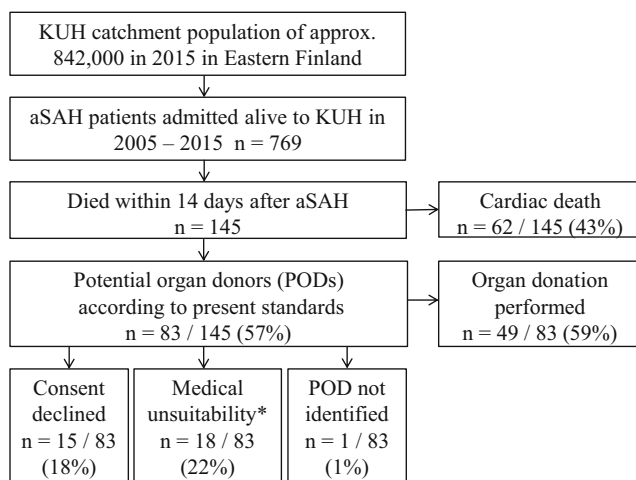 KUH catchment population of approx.
842,000 in 2015 in Eastern Finland
aSAH patients admitted alive to KUH in
2005 – 2015  n = 769
Died within 14 days after aSAH
n = 145
Cardiac death
n = 62 / 145 (43%)
Potential organ donors (PODs)
according to present standards
n = 83 / 145 (57%)
Organ donation
performed
n = 49 / 83 (59%)
Consent
declined
n = 15 / 83
(18%)
Medical
unsuitability*
n = 18 / 83
(22%)
POD not
identified
n = 1 / 83
(1%)